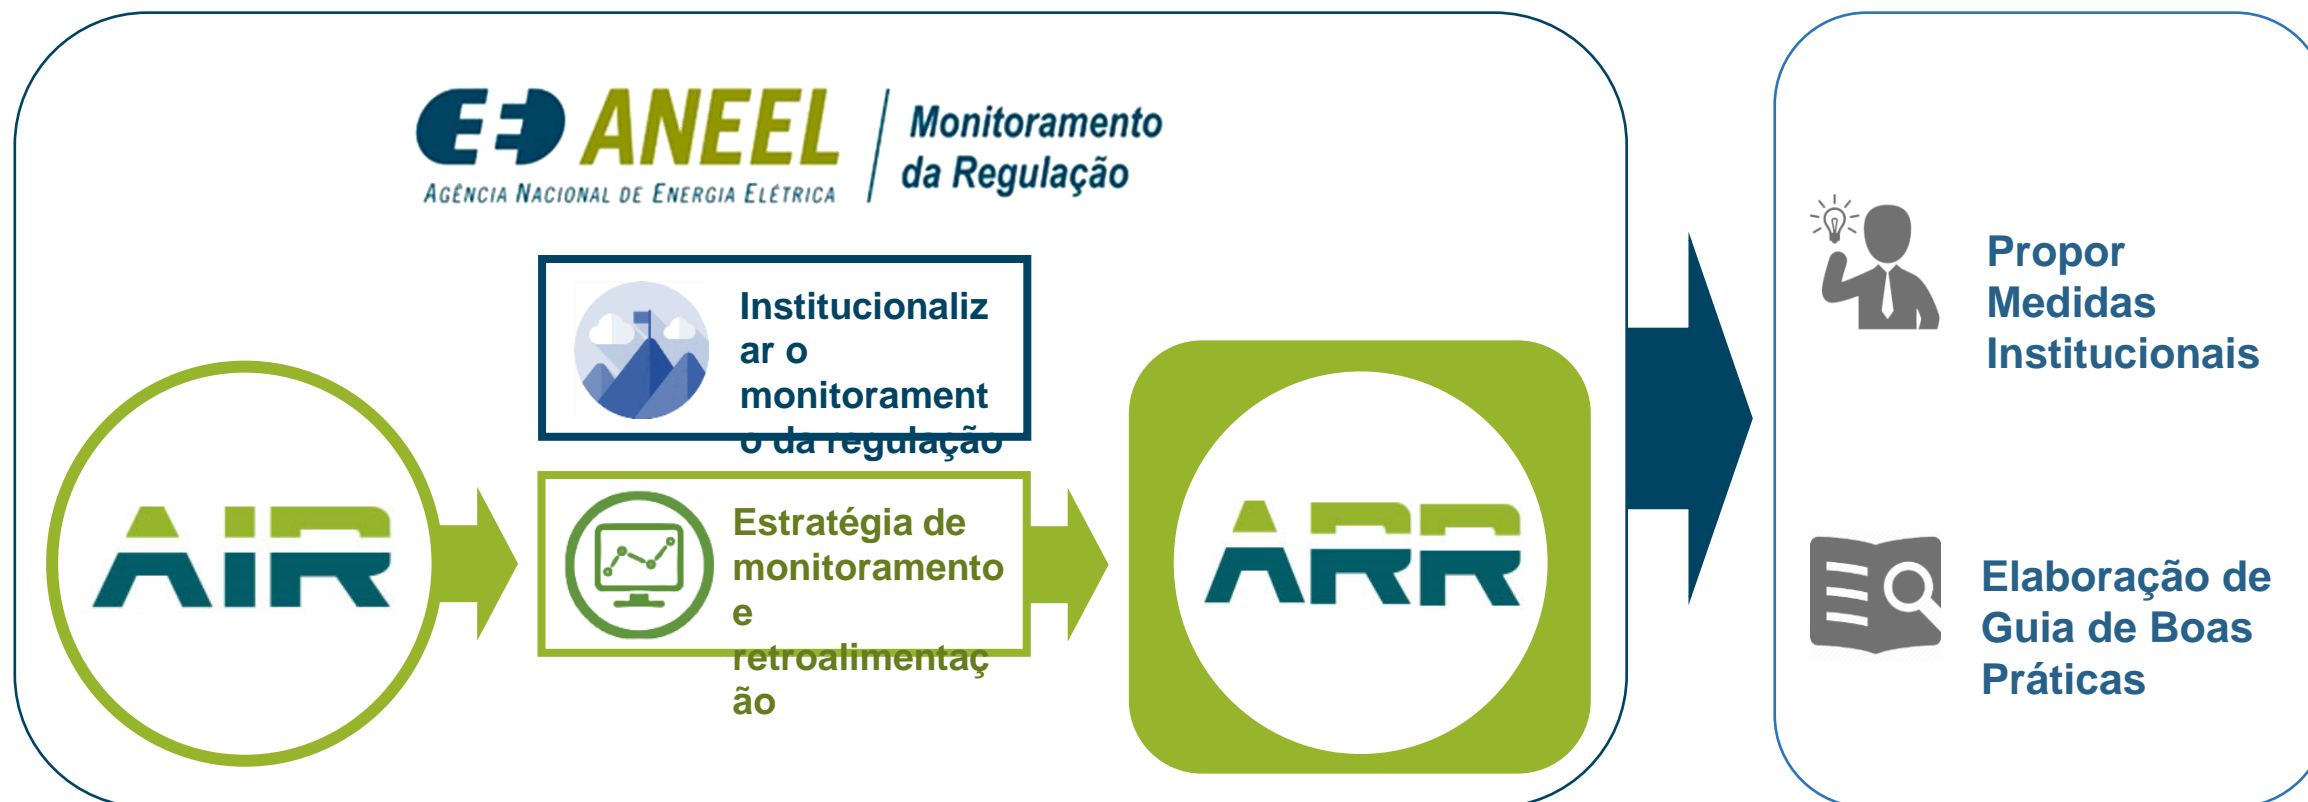 ANEEL
AGÊNCIA NACIONAL DE ENERGIA ELÉTRICA
Monitoramento
da Regulação
Institucionaliz
ar o
monitorament
o da regulação
AIR
Estratégia de
monitoramento
e
retroalimentaç
ão
ARR
Propor
Medidas
Institucionais
Elaboração de
Guia de Boas
Práticas